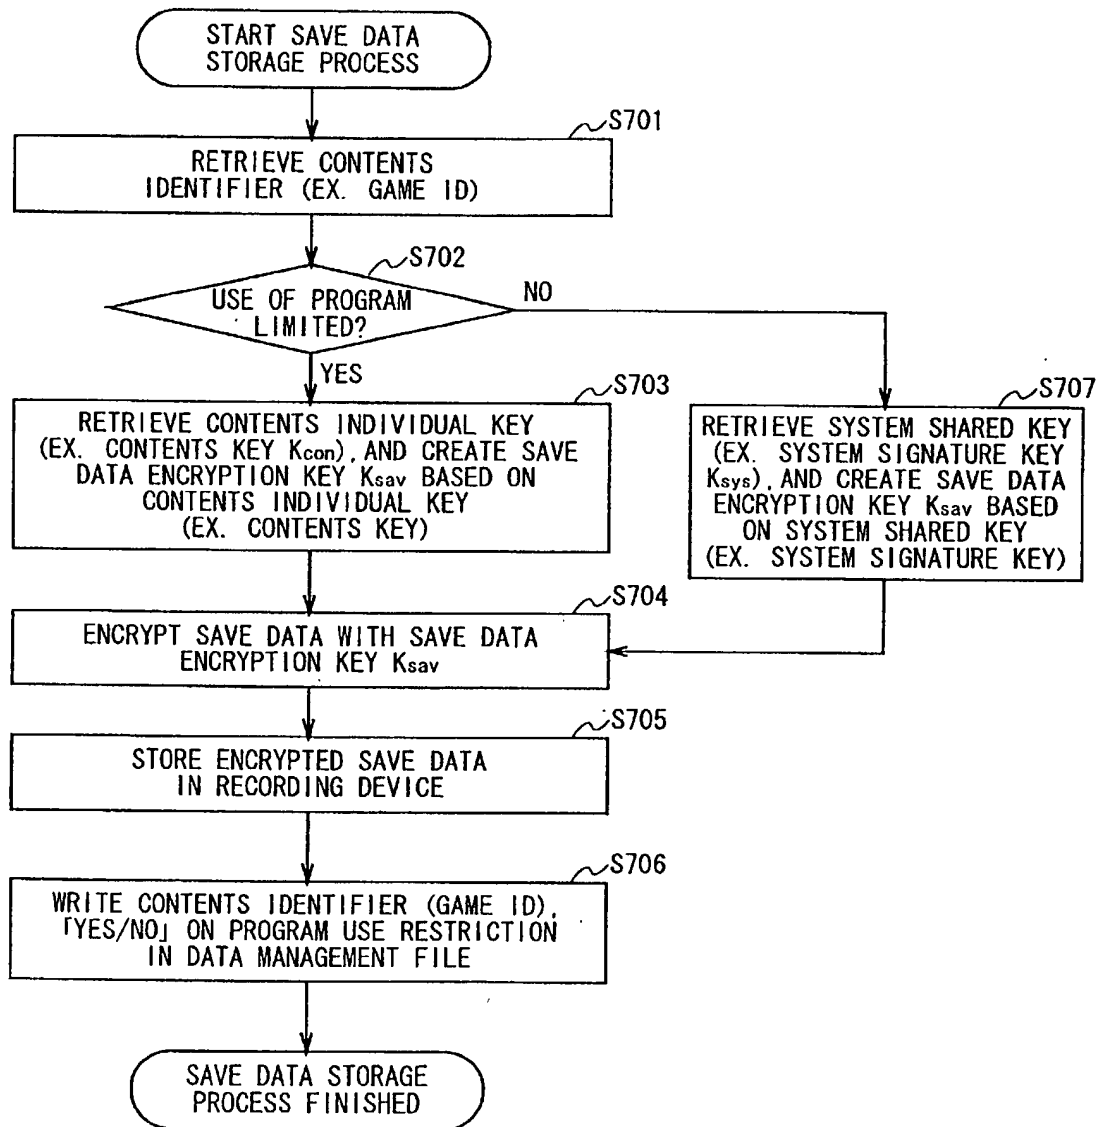 START SAVE DATA
STORAGE PROCESS
S701
RETRIEVE CONTENTS
IDENTIFIER (EX. GAME ID)
S702
USE OF PROGRAM
LIMITED?
NO
YES
S703
RETRIEVE CONTENTS INDIVIDUAL KEY
(EX. CONTENTS KEY Kcon), AND CREATE SAVE
DATA ENCRYPTION KEY Ksav BASED ON
CONTENTS INDIVIDUAL KEY
(EX. CONTENTS KEY)
S707
RETRIEVE SYSTEM SHARED KEY
(EX. SYSTEM SIGNATURE KEY
Ksys), AND CREATE SAVE DATA
ENCRYPTION KEY Ksav BASED
ON SYSTEM SHARED KEY
(EX. SYSTEM SIGNATURE KEY)
S704
ENCRYPT SAVE DATA WITH SAVE DATA
ENCRYPTION KEY Ksav
S705
STORE ENCRYPTED SAVE DATA
IN RECORDING DEVICE
S706
WRITE CONTENTS IDENTIFIER (GAME ID),
「YES/NO」 ON PROGRAM USE RESTRICTION
IN DATA MANAGEMENT FILE
SAVE DATA STORAGE
PROCESS FINISHED